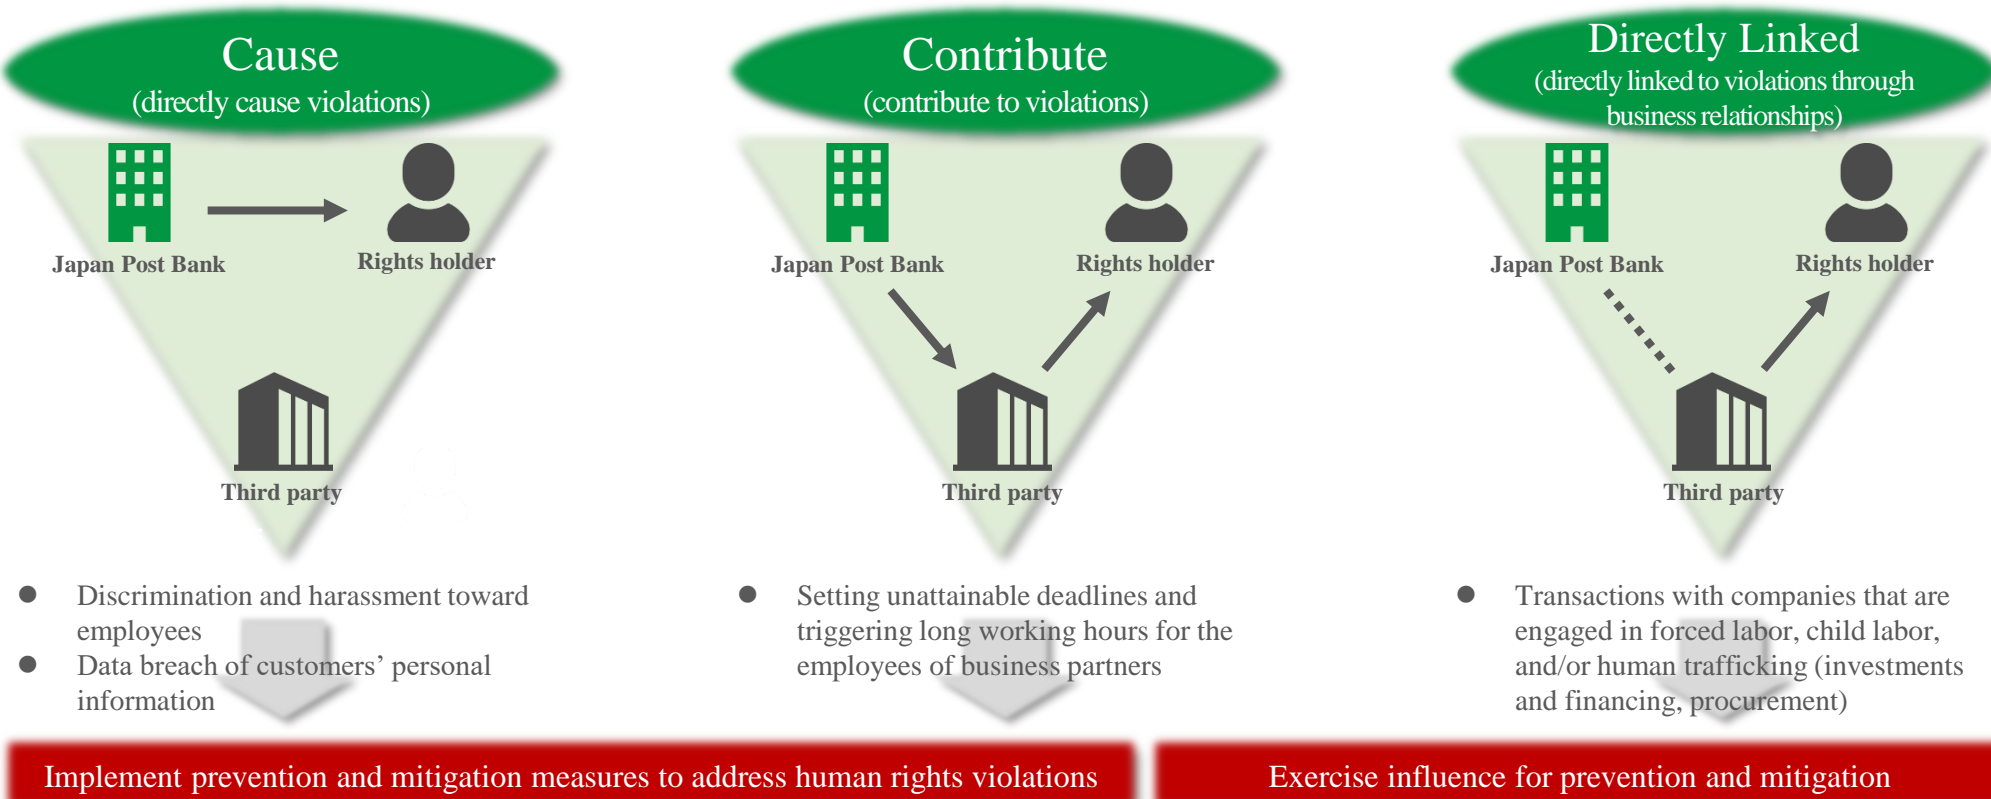 Cause
(directly cause violations)
Japan Post Bank
Rights holder
Third party
● Discrimination and harassment toward
employees
● Data breach of customers’ personal
information
Contribute
(contribute to violations)
Japan Post Bank
Rights holder
Third party
● Setting unattainable deadlines and
triggering long working hours for the
employees of business partners
Directly Linked
(directly linked to violations through
business relationships)
Japan Post Bank
Rights holder
Third party
● Transactions with companies that are
engaged in forced labor, child labor,
and/or human trafficking (investments
and financing, procurement)
Implement prevention and mitigation measures to address human rights violations
Exercise influence for prevention and mitigation